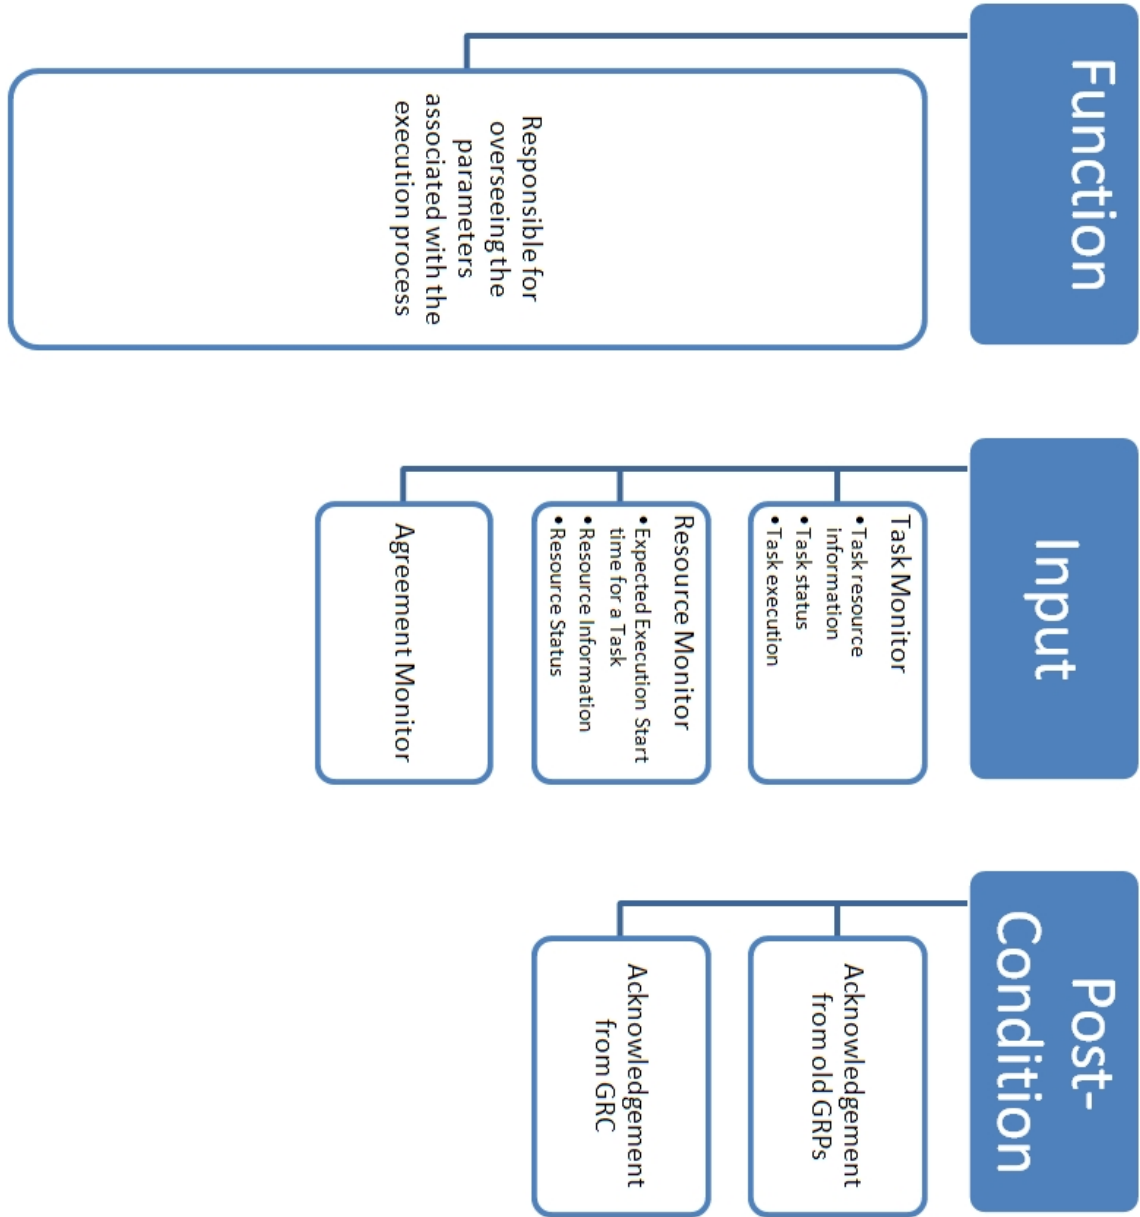 Function
Responsible for
overseeing the
parameters
associated with the
execution process
Input
Task Monitor
•Task resource
information
•Task status
•Task execution
Resource Monitor
•Expected Execution Start
time for a Task
•Resource Information
•Resource Status
Agreement Monitor
Post-
Condition
Acknowledgement
from old GRPs
Acknowledgement
from GRC